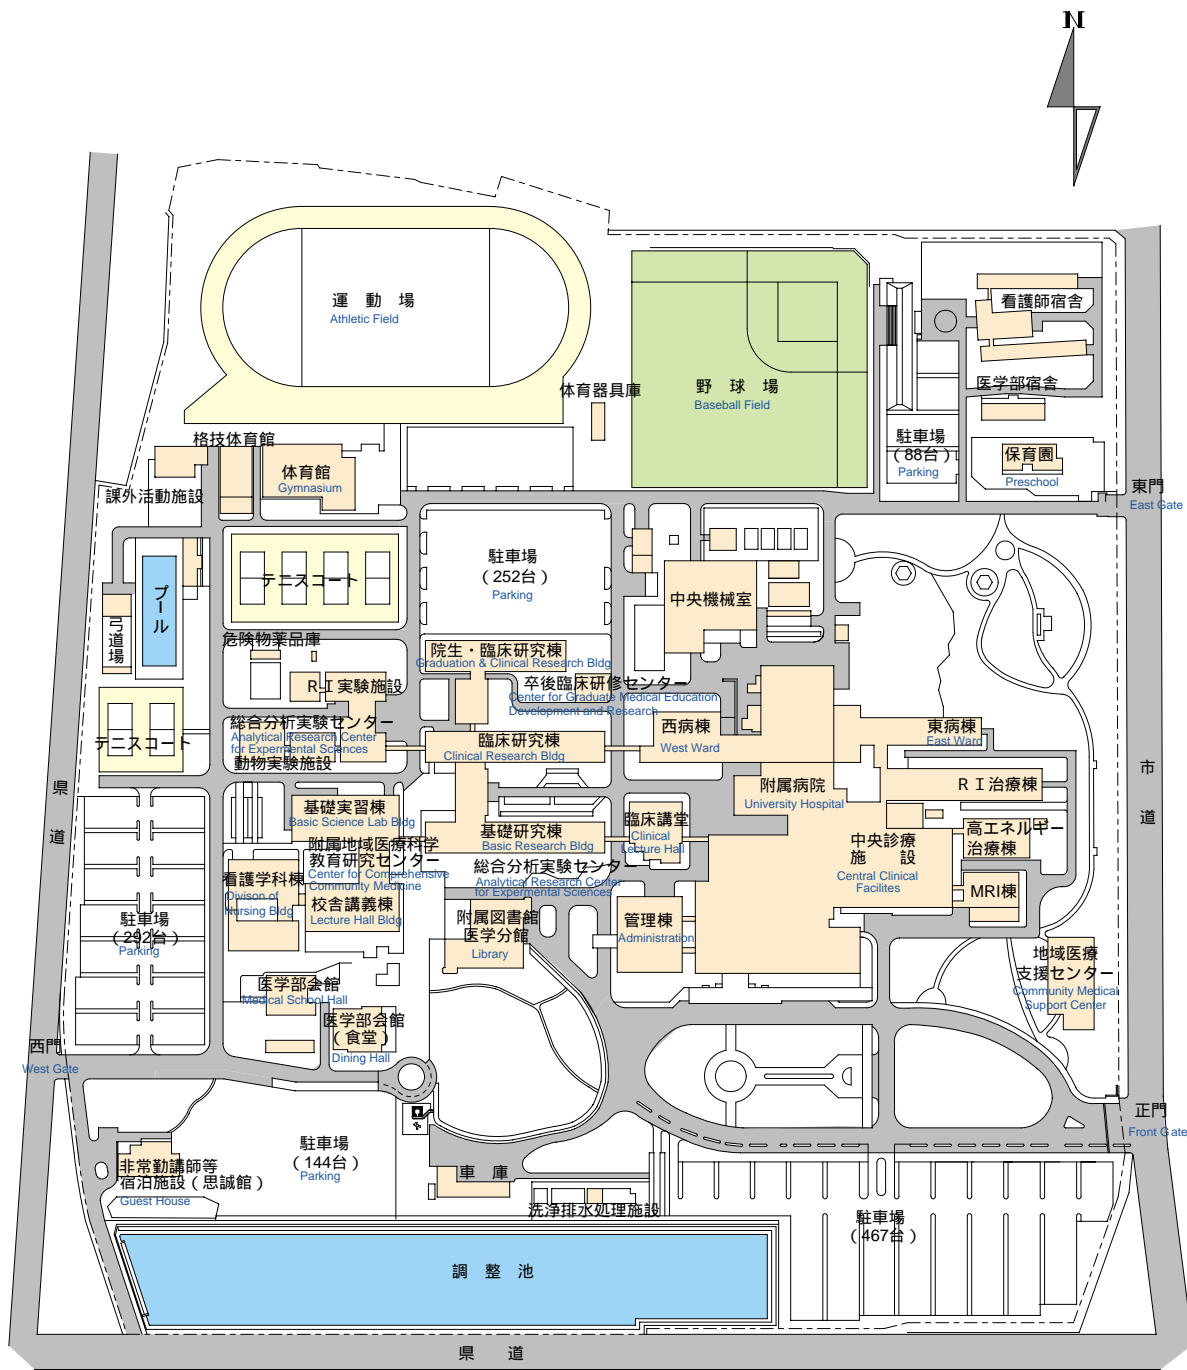 N
運動場
Athletic Field
看護師宿舎
医学部宿舎
体育器具庫
野球場
Baseball Field
駐車場
（88台）
Parking
保育園
Preschool
東門
East Gate
格技体育館
体育館
Gymnasium
課外活動施設
駐車場
（252台）
Parking
テニスコート
プール
弓道場
中央機械室
危険物薬品庫
院生・臨床研究棟
Graduation & Clinical Research Bldg
RI実験施設
卒後臨床研修センター
Center for Graduate Medical Education
Development and Research
総合分析実験センター
Analytical Research Center
for Expermental Sciences
動物実験施設
テニスコート
臨床研究棟
Clinical Research Bldg
西病棟
West Ward
東病棟
East Ward
県道
市道
附属病院
University Hospital
RI治療棟
基礎実習棟
Basic Science Lab Bldg
附属地域医療科学
教育研究センター
Center for Comprehensive
Community Medicine
基礎研究棟
Basic Research Bldg
臨床講堂
Clinical
Lecture Hall
中央診療
施設
Central Clinical
Facilites
高エネルギー
治療棟
総合分析実験センター
Analytical Research Center
for Expermental Sciences
看護学科棟
Divison of
Nursing Bldg
校舎講義棟
Lecture Hall Bldg
MRI棟
附属図書館
医学分館
Library
管理棟
Administration
駐車場
（292台）
Parking
地域医療
支援センター
Community Medical
Support Center
医学部会館
Medical School Hall
医学部会館
（食堂）
Dining Hall
西門
West Gate
正門
Front Gate
駐車場
（144台）
Parking
非常勤講師等
宿泊施設（思誠館）
Guest House
車庫
洗浄排水処理施設
駐車場
（467台）
調整池
県道